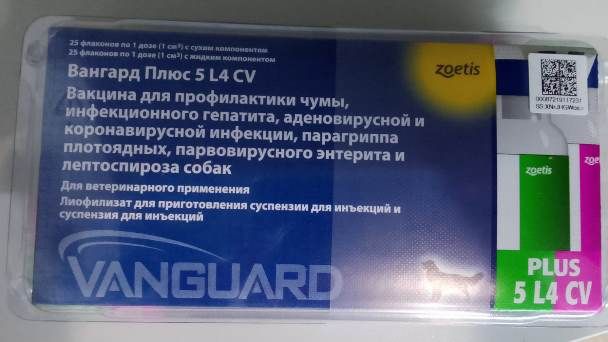 25 флаконов по 1 дозе (1 см³) с сухим компонентом
25 флаконов по 1 дозе (1 см³) с жидким компонентом
Вангард Плюс 5 L4 CV
Вакцина для профилактики чумы,
инфекционного гепатита, аденовирусной и
коронавирусной инфекции, парагриппа
плотоядных, парвовирусного энтерита и
лептоспироза собак
Для ветеринарного применения
Лиофилизат для приготовления суспензии для инъекций и
суспензия для инъекций
VANGUARD
zoetis
zoetis
zoetis
PLUS
5 L4 CV